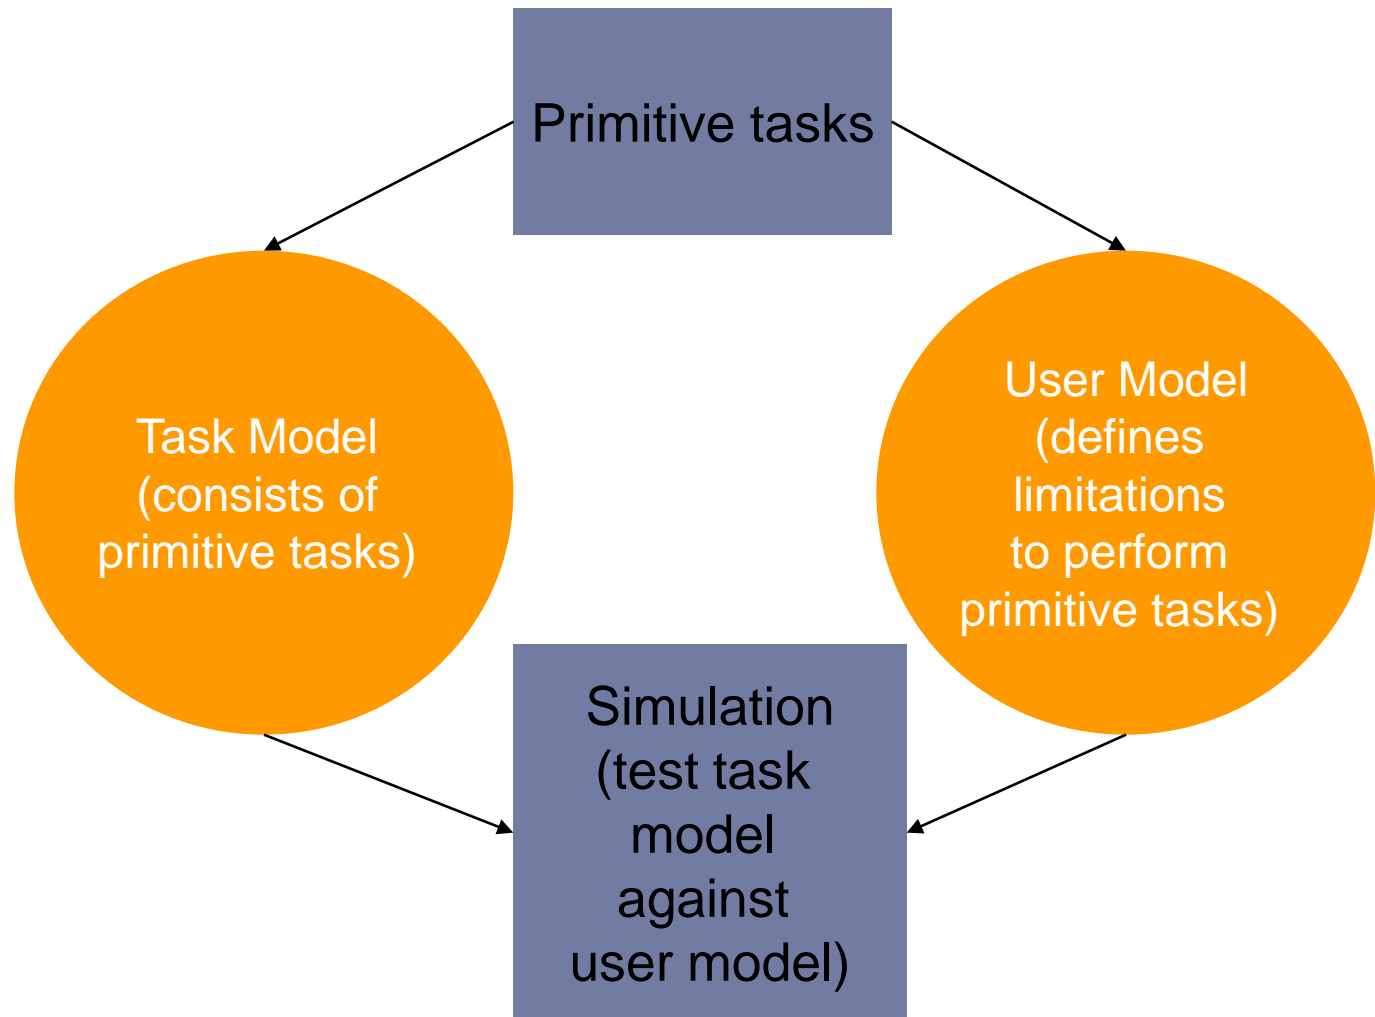 Primitive tasks
Task Model
(consists of
primitive tasks)
User Model
(defines
limitations
to perform
primitive tasks)
Simulation
(test task
model
against
user model)